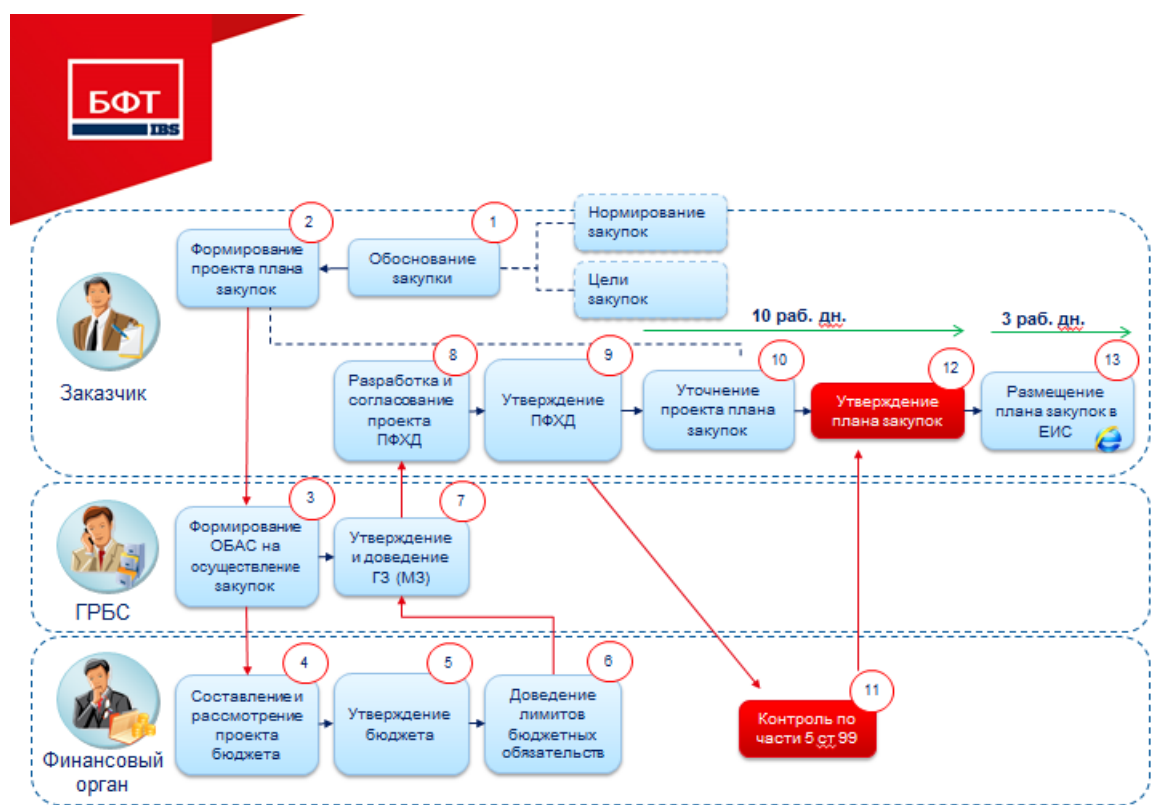 БФТ
IBS
2
1
Нормирование
закупок
Формирование
проекта плана
закупок
Обоснование
закупки
Цели
закупок
10 раб. дн.
3 раб. дн.
Заказчик
8
9
10
12
13
Разработка и
согласование
проекта
ПФХД
Утверждение
ПФХД
Уточнение
проекта плана
закупок
Утверждение
плана закупок
Размещение
плана закупок в
ЕИС
3
7
Формирование
ОБАС на
осуществление
закупок
Утверждение
и доведение
ГЗ (МЗ)
ГРБС
4
5
6
11
Составление и
рассмотрение
проекта
бюджета
Утверждение
бюджета
Доведение
лимитов
бюджетных
обязательств
Контроль по
части 5 ст 99
Финансовый
орган